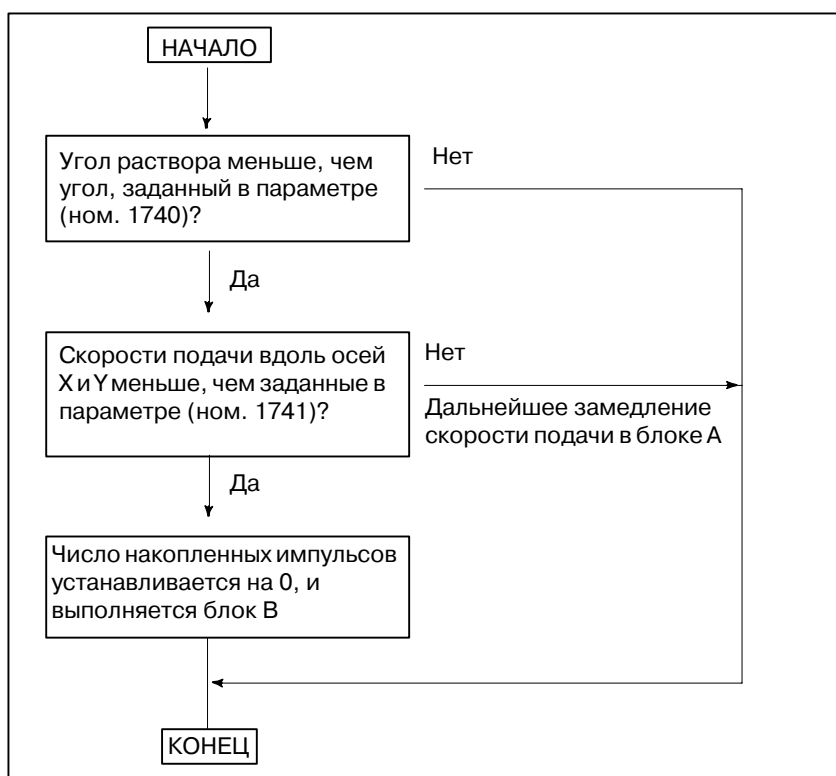 НАЧАЛО
Угол раствора меньше, чем
угол, заданный в параметре
(ном. 1740)?
Нет
Да
Скорости подачи вдоль осей
X и Y меньше, чем заданные в
параметре (ном. 1741)?
Нет
Дальнейшее замедление
скорости подачи в блоке A
Да
Число накопленных импульсов
устанавливается на 0, и
выполняется блок B
КОНЕЦ